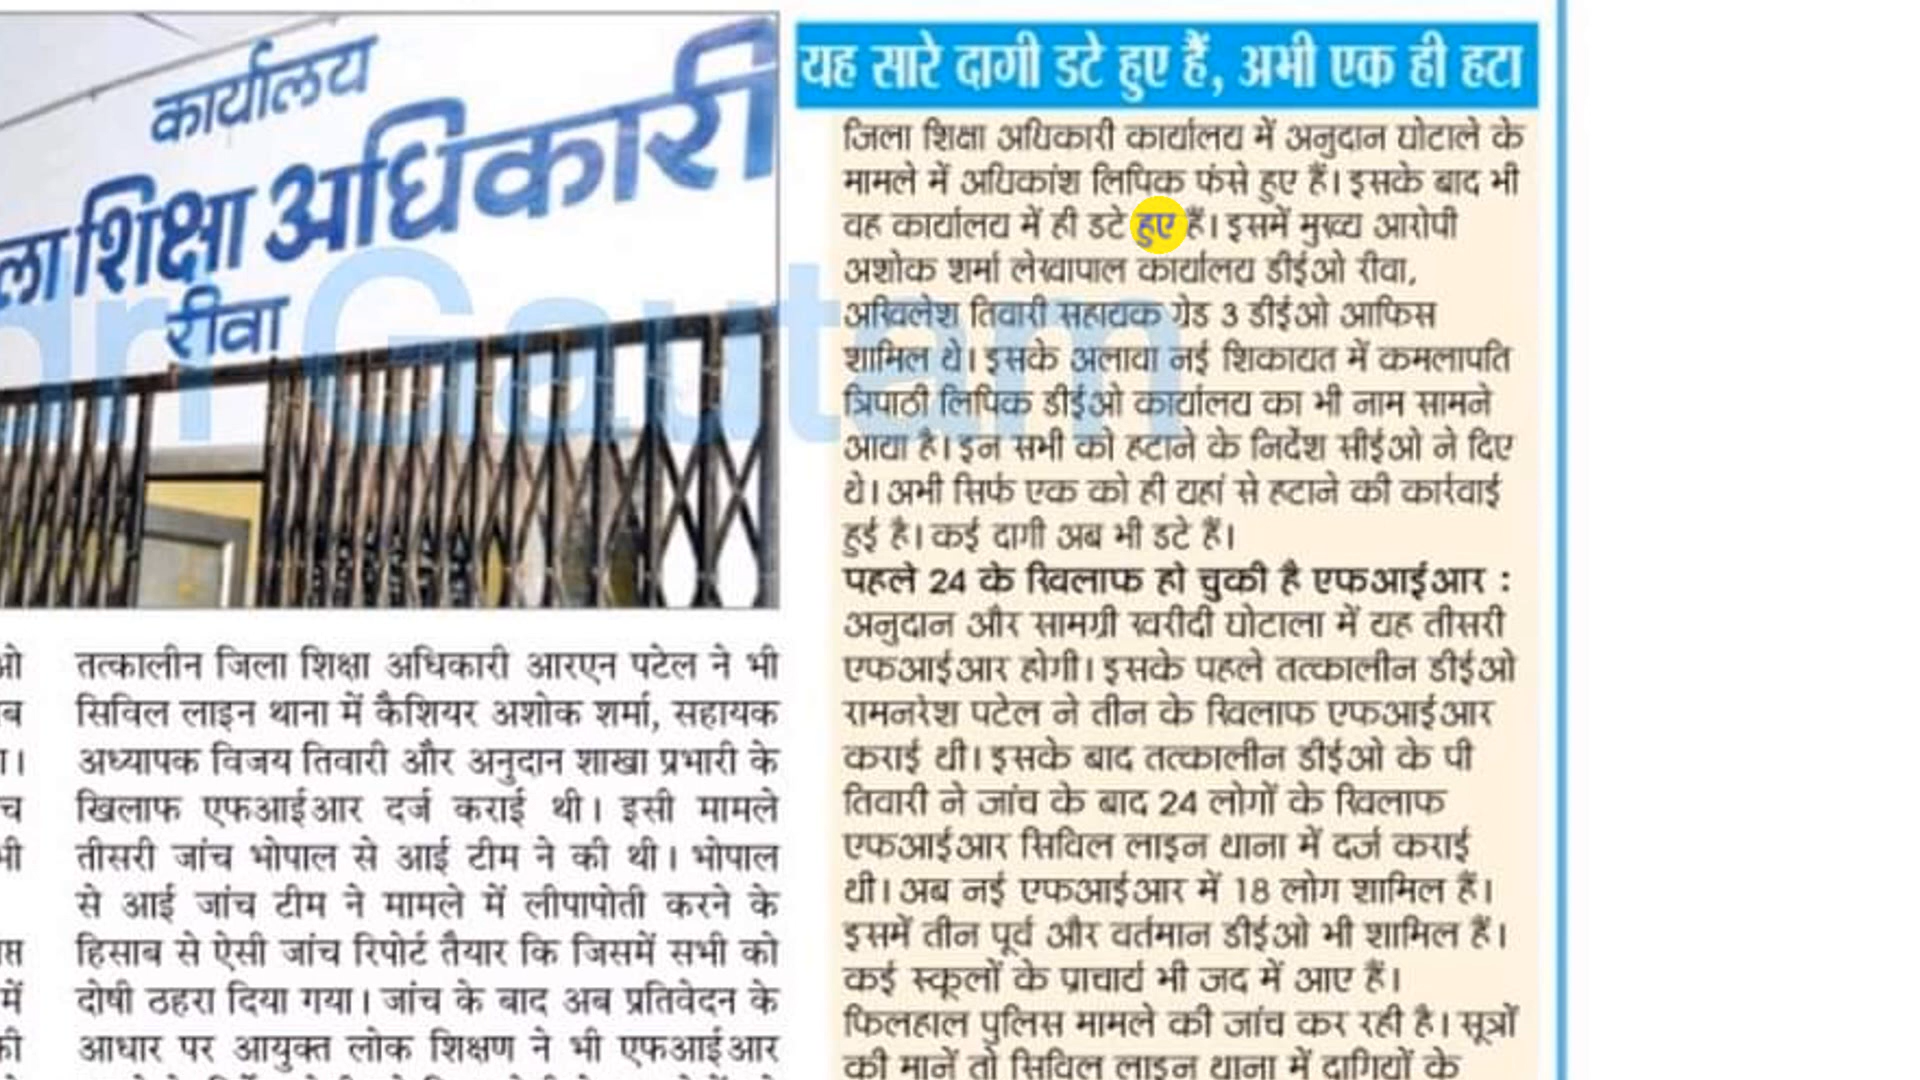 कार्यालय
ला शिक्षा अधिकारी
रीवा
Gautam
तत्कालीन जिला शिक्षा अधिकारी आरएन पटेल ने भी
सिविल लाइन थाना में कैशियर अशोक शर्मा, सहायक
अध्यापक विजय तिवारी और अनुदान शाखा प्रभारी के
खिलाफ एफआईआर दर्ज कराई थी। इसी मामले
तीसरी जांच भोपाल से आई टीम ने की थी। भोपाल
से आई जांच टीम ने मामले में लीपापोती करने के
हिसाब से ऐसी जांच रिपोर्ट तैयार कि जिसमें सभी को
दोषी ठहरा दिया गया। जांच के बाद अब प्रतिवेदन के
आधार पर आयुक्त लोक शिक्षण ने भी एफआईआर
यह सारे दागी डटे हुए हैं, अभी एक ही हटा
जिला शिक्षा अधिकारी कार्यालय में अनुदान घोटाले के
मामले में अधिकांश लिपिक फंसे हुए हैं। इसके बाद भी
वह कार्यालय में ही डटे हुए हैं। इसमें मुख्य आरोपी
अशोक शर्मा लेखापाल कार्यालय डीईओ रीवा,
अखिलेश तिवारी सहायक ग्रेड 3 डीईओ आफिस
शामिल थे। इसके अलावा नई शिकायत में कमलापति
त्रिपाठी लिपिक डीईओ कार्यालय का भी नाम सामने
आया है। इन सभी को हटाने के निर्देश सीईओ ने दिए
थे। अभी सिर्फ एक को ही यहां से हटाने की कार्रवाई
हुई है। कई दागी अब भी डटे हैं।
पहले 24 के खिलाफ हो चुकी है एफआईआर :
अनुदान और सामग्री खरीदी घोटाला में यह तीसरी
एफआईआर होगी। इसके पहले तत्कालीन डीईओ
रामनरेश पटेल ने तीन के खिलाफ एफआईआर
कराई थी। इसके बाद तत्कालीन डीईओ के पी
तिवारी ने जांच के बाद 24 लोगों के खिलाफ
एफआईआर सिविल लाइन थाना में दर्ज कराई
थी। अब नई एफआईआर में 18 लोग शामिल हैं।
इसमें तीन पूर्व और वर्तमान डीईओ भी शामिल हैं।
कई स्कूलों के प्राचार्य भी जद में आए हैं।
फिलहाल पुलिस मामले की जांच कर रही है। सूत्रों
की मानें तो सिविल लाइन थाना में दागियों के